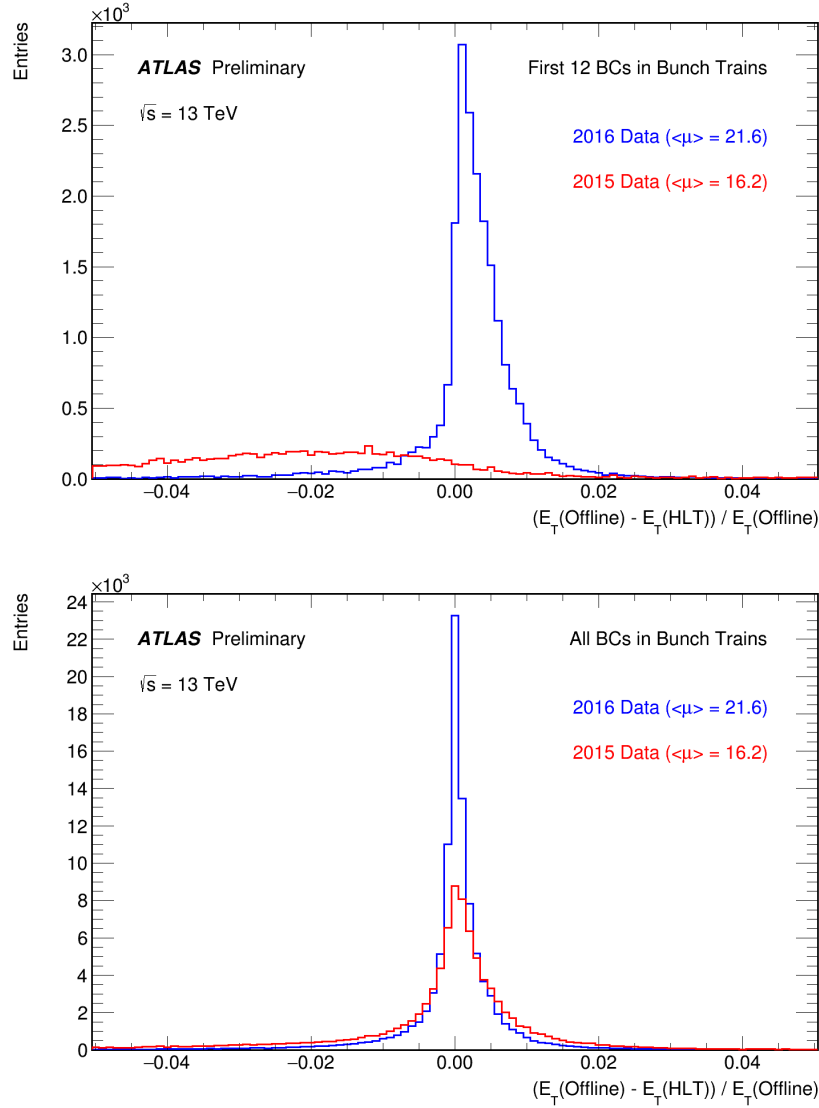 ×10³
Entries
3.0
2.5
2.0
1.5
1.0
0.5
0.0
ATLAS Preliminary
√s = 13 TeV
First 12 BCs in Bunch Trains
2016 Data (<μ> = 21.6)
2015 Data (<μ> = 16.2)
−0.04 −0.02 0.00 0.02 0.04
(E_T(Offline) - E_T(HLT)) / E_T(Offline)
×10³
Entries
24
22
20
18
16
14
12
10
8
6
4
2
0
ATLAS Preliminary
√s = 13 TeV
All BCs in Bunch Trains
2016 Data (<μ> = 21.6)
2015 Data (<μ> = 16.2)
−0.04 −0.02 0.00 0.02 0.04
(E_T(Offline) - E_T(HLT)) / E_T(Offline)